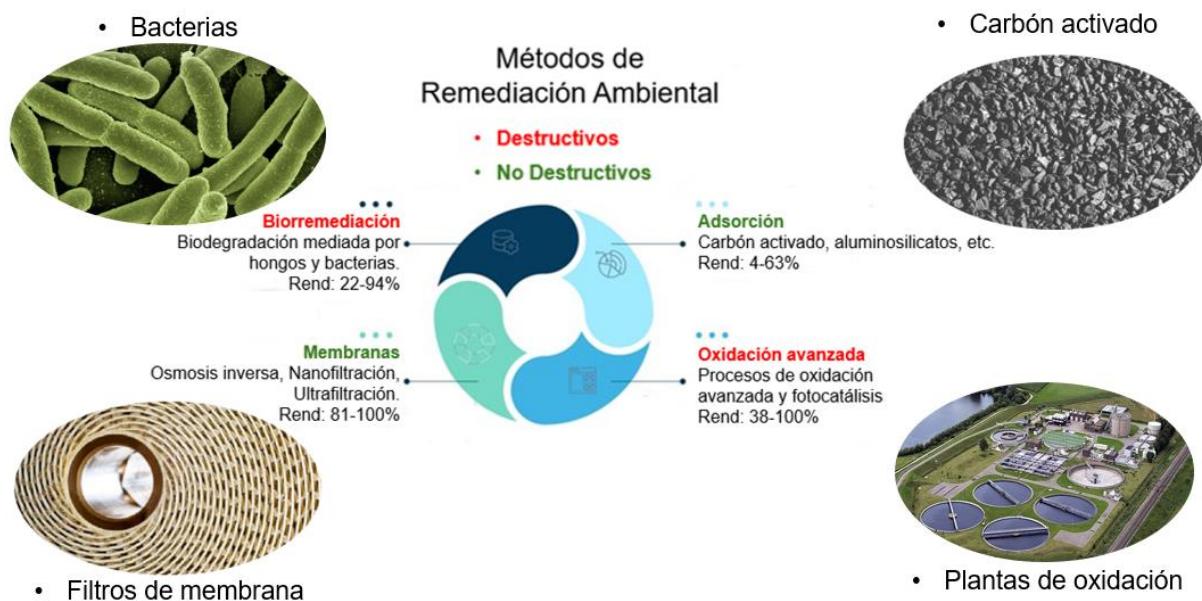 • Bacterias
• Carbón activado
Métodos de
Remediación Ambiental
• Destructivos
• No Destructivos
Biorremediación
Biodegradación mediada por
hongos y bacterias.
Rend: 22-94%
Adsorción
Carbón activado, aluminosilicatos, etc.
Rend: 4-63%
Membranas
Osmosis inversa, Nanofiltración,
Ultrafiltración.
Rend: 81-100%
Oxidación avanzada
Procesos de oxidación
avanzada y fotocatálisis
Rend: 38-100%
• Filtros de membrana
• Plantas de oxidación